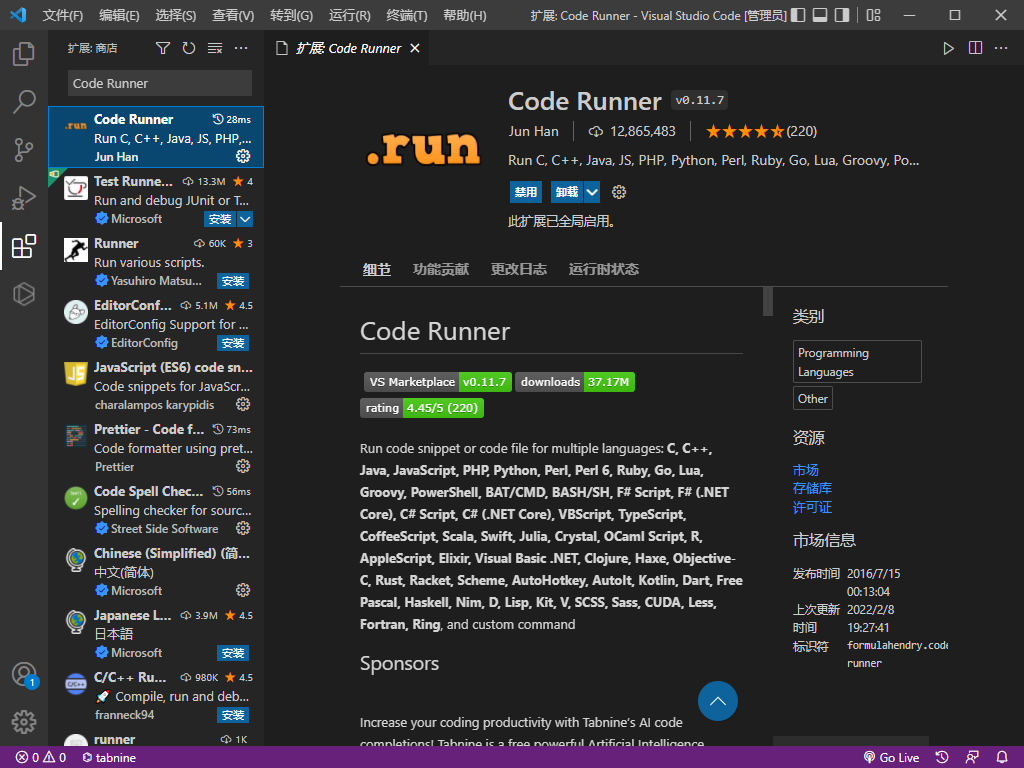 文件(F) 编辑(E) 选择(S) 查看(V) 转到(G) 运行(R) 终端(T) 帮助(H) 扩展: Code Runner - Visual Studio Code [管理员]
扩展: 商店
Code Runner
Code Runner 28ms
Run C, C++, Java, JS, PHP,...
Jun Han
Test Runne... 13.3M 4
Run and debug JUnit or T...
Microsoft 安装
Runner 60K 3
Run various scripts.
Yasuhiro Matsu... 安装
EditorConf... 5.1M 4.5
EditorConfig Support for ...
EditorConfig 安装
JavaScript (ES6) code sn...
Code snippets for JavaScr...
charalampos karypidis
Prettier - Code f... 73ms
Code formatter using pret...
Prettier
Code Spell Chec... 56ms
Spelling checker for sourc...
Street Side Software
Chinese (Simplified) (简...
中文(简体)
Microsoft
Japanese L... 3.9M 4.5
日本語
Microsoft 安装
C/C++ Ru... 980K 4.5
Compile, run and deb...
franneck94 安装
runner 1K
扩展: Code Runner
.run
Code Runner v0.11.7
Jun Han 12,865,483 (220)
Run C, C++, Java, JS, PHP, Python, Perl, Ruby, Go, Lua, Groovy, Po...
禁用 卸载
此扩展已全局启用。
细节 功能贡献 更改日志 运行时状态
Code Runner
VS Marketplace v0.11.7 downloads 37.17M
rating 4.45/5 (220)
Run code snippet or code file for multiple languages: C, C++,
Java, JavaScript, PHP, Python, Perl, Perl 6, Ruby, Go, Lua,
Groovy, PowerShell, BAT/CMD, BASH/SH, F# Script, F# (.NET
Core), C# Script, C# (.NET Core), VBScript, TypeScript,
CoffeeScript, Scala, Swift, Julia, Crystal, OCaml Script, R,
AppleScript, Elixir, Visual Basic .NET, Clojure, Haxe, Objective-
C, Rust, Racket, Scheme, AutoHotkey, AutoIt, Kotlin, Dart, Free
Pascal, Haskell, Nim, D, Lisp, Kit, V, SCSS, Sass, CUDA, Less,
Fortran, Ring, and custom command
Sponsors
Increase your coding productivity with Tabnine's AI code
completions! Tabnine is a free powerful Artificial Intelligence
类别
Programming
Languages
Other
资源
市场
存储库
许可证
市场信息
发布时间 2016/7/15
00:13:04
上次更新 2022/2/8
时间 19:27:41
标识符 formulahendry.code
runner
1
0 0 tabnine Go Live